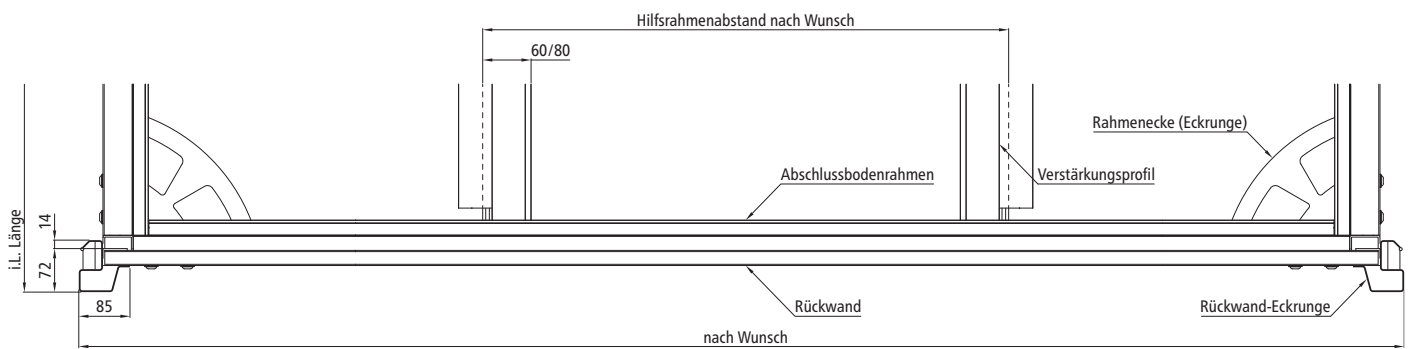 Hilfsrahmenabstand nach Wunsch
60/80
Rahmenecke (Eckrunge)
Abschlussbodenrahmen
Verstärkungsprofil
i.L. Länge
14
72
85
Rückwand
Rückwand-Eckrunge
nach Wunsch